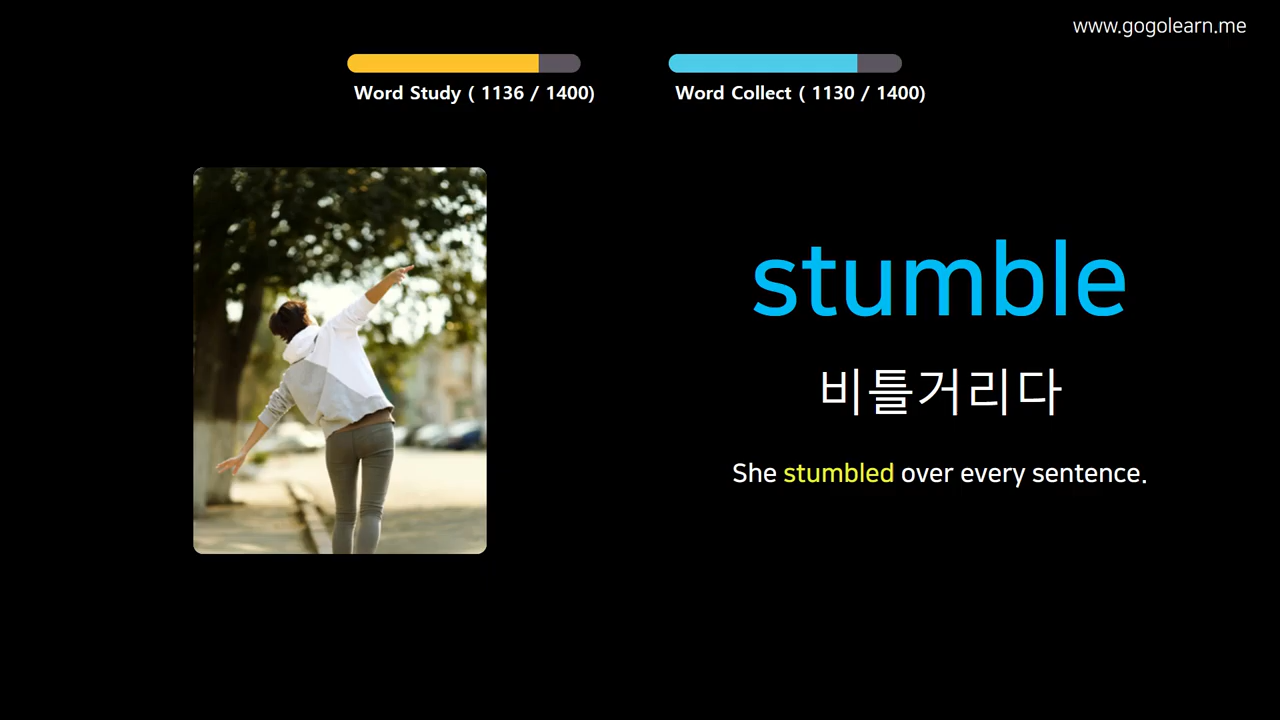 www.gogolearn.me
Word Study ( 1136 / 1400)
Word Collect ( 1130 / 1400)
stumble
비틀거리다
She stumbled over every sentence.